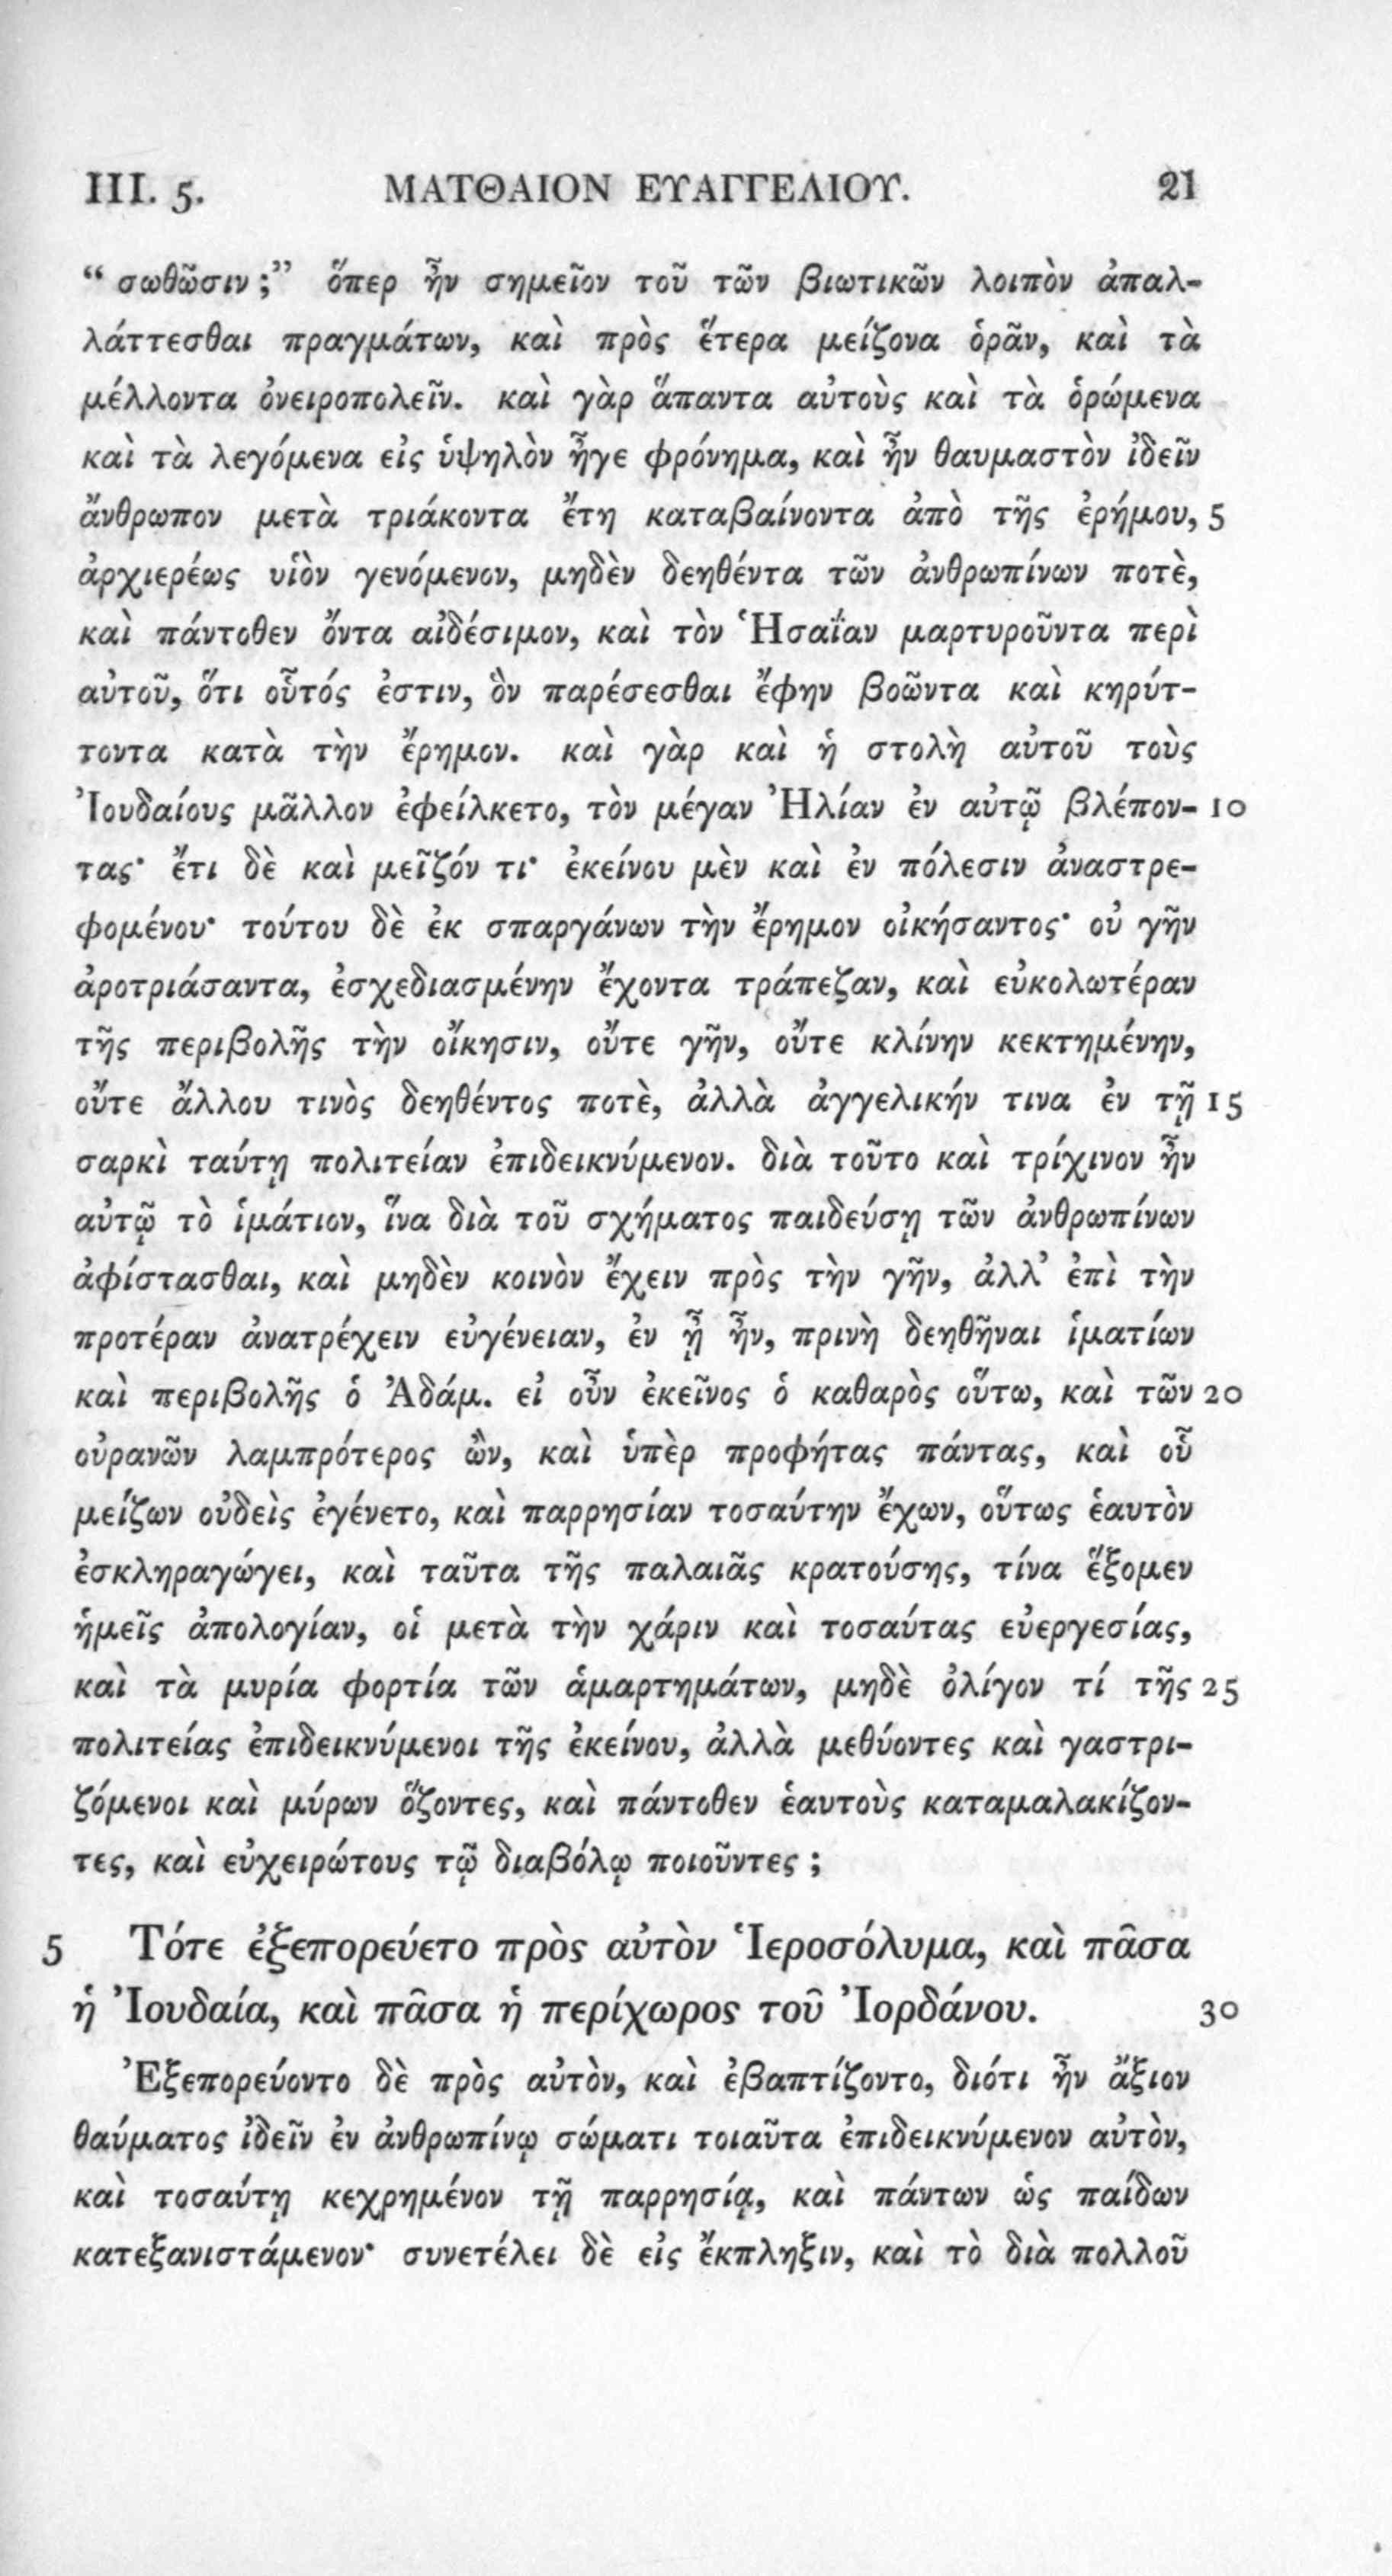 III. 5. ΜΑΤΘΑΙΟΝ ΕΥΑΓΓΕΛΙΟΥ. 21
“ σωθῶσιν ;” ὅπερ ἦν σημεῖον τοῦ τῶν βιωτικῶν λοιπὸν ἀπαλ-
λάττεσθαι πραγμάτων, καὶ πρὸς ἕτερα μείζονα ὁρᾶν, καὶ τὰ
μέλλοντα ὀνειροπολεῖν. καὶ γὰρ ἅπαντα αὐτοὺς καὶ τὰ ὁρώμενα
καὶ τὰ λεγόμενα εἰς ὑψηλὸν ἦγε φρόνημα, καὶ ἦν θαυμαστὸν ἰδεῖν
ἄνθρωπον μετὰ τριάκοντα ἔτη καταβαίνοντα ἀπὸ τῆς ἐρήμου, 5
ἀρχιερέως υἱὸν γενόμενον, μηδὲν δεηθέντα τῶν ἀνθρωπίνων ποτὲ,
καὶ πάντοθεν ὄντα αἰδέσιμον, καὶ τὸν Ἡσαΐαν μαρτυροῦντα περὶ
αὐτοῦ, ὅτι οὗτός ἐστιν, ὃν παρέσεσθαι ἔφην βοῶντα καὶ κηρύτ-
τοντα κατὰ τὴν ἔρημον. καὶ γὰρ καὶ ἡ στολὴ αὐτοῦ τοὺς
Ἰουδαίους μᾶλλον ἐφείλκετο, τὸν μέγαν Ἠλίαν ἐν αὐτῷ βλέπον- 10
τας· ἔτι δὲ καὶ μεῖζόν τι· ἐκείνου μὲν καὶ ἐν πόλεσιν ἀναστρε-
φομένου· τούτου δὲ ἐκ σπαργάνων τὴν ἔρημον οἰκήσαντος· οὐ γῆν
ἀροτριάσαντα, ἐσχεδιασμένην ἔχοντα τράπεζαν, καὶ εὐκολωτέραν
τῆς περιβολῆς τὴν οἴκησιν, οὔτε γῆν, οὔτε κλίνην κεκτημένην,
οὔτε ἄλλου τινὸς δεηθέντος ποτὲ, ἀλλὰ ἀγγελικήν τινα ἐν τῇ 15
σαρκὶ ταύτῃ πολιτείαν ἐπιδεικνύμενον. διὰ τοῦτο καὶ τρίχινον ἦν
αὐτῷ τὸ ἱμάτιον, ἵνα διὰ τοῦ σχήματος παιδεύσῃ τῶν ἀνθρωπίνων
ἀφίστασθαι, καὶ μηδὲν κοινὸν ἔχειν πρὸς τὴν γῆν, ἀλλ’ ἐπὶ τὴν
προτέραν ἀνατρέχειν εὐγένειαν, ἐν ᾗ ἦν, πρινὴ δεηθῆναι ἱματίων
καὶ περιβολῆς ὁ Ἀδάμ. εἰ οὖν ἐκεῖνος ὁ καθαρὸς οὕτω, καὶ τῶν 20
οὐρανῶν λαμπρότερος ὢν, καὶ ὑπὲρ προφήτας πάντας, καὶ οὗ
μείζων οὐδεὶς ἐγένετο, καὶ παρρησίαν τοσαύτην ἔχων, οὕτως ἑαυτὸν
ἐσκληραγώγει, καὶ ταῦτα τῆς παλαιᾶς κρατούσης, τίνα ἕξομεν
ἡμεῖς ἀπολογίαν, οἱ μετὰ τὴν χάριν καὶ τοσαύτας εὐεργεσίας,
καὶ τὰ μυρία φορτία τῶν ἁμαρτημάτων, μηδὲ ὀλίγον τί τῆς 25
πολιτείας ἐπιδεικνύμενοι τῆς ἐκείνου, ἀλλὰ μεθύοντες καὶ γαστρι-
ζόμενοι καὶ μύρων ὄζοντες, καὶ πάντοθεν ἑαυτοὺς καταμαλακίζον-
τες, καὶ εὐχειρώτους τῷ διαβόλῳ ποιοῦντες ;
5 Τότε ἐξεπορεύετο πρὸς αὐτὸν Ἱεροσόλυμα, καὶ πᾶσα
ἡ Ἰουδαία, καὶ πᾶσα ἡ περίχωρος τοῦ Ἰορδάνου. 30
Ἐξεπορεύοντο δὲ πρὸς αὐτὸν, καὶ ἐβαπτίζοντο, διότι ἦν ἄξιον
θαύματος ἰδεῖν ἐν ἀνθρωπίνῳ σώματι τοιαῦτα ἐπιδεικνύμενον αὐτὸν,
καὶ τοσαύτῃ κεχρημένον τῇ παρρησίᾳ, καὶ πάντων ὡς παίδων
κατεξανιστάμενον· συνετέλει δὲ εἰς ἔκπληξιν, καὶ τὸ διὰ πολλοῦ